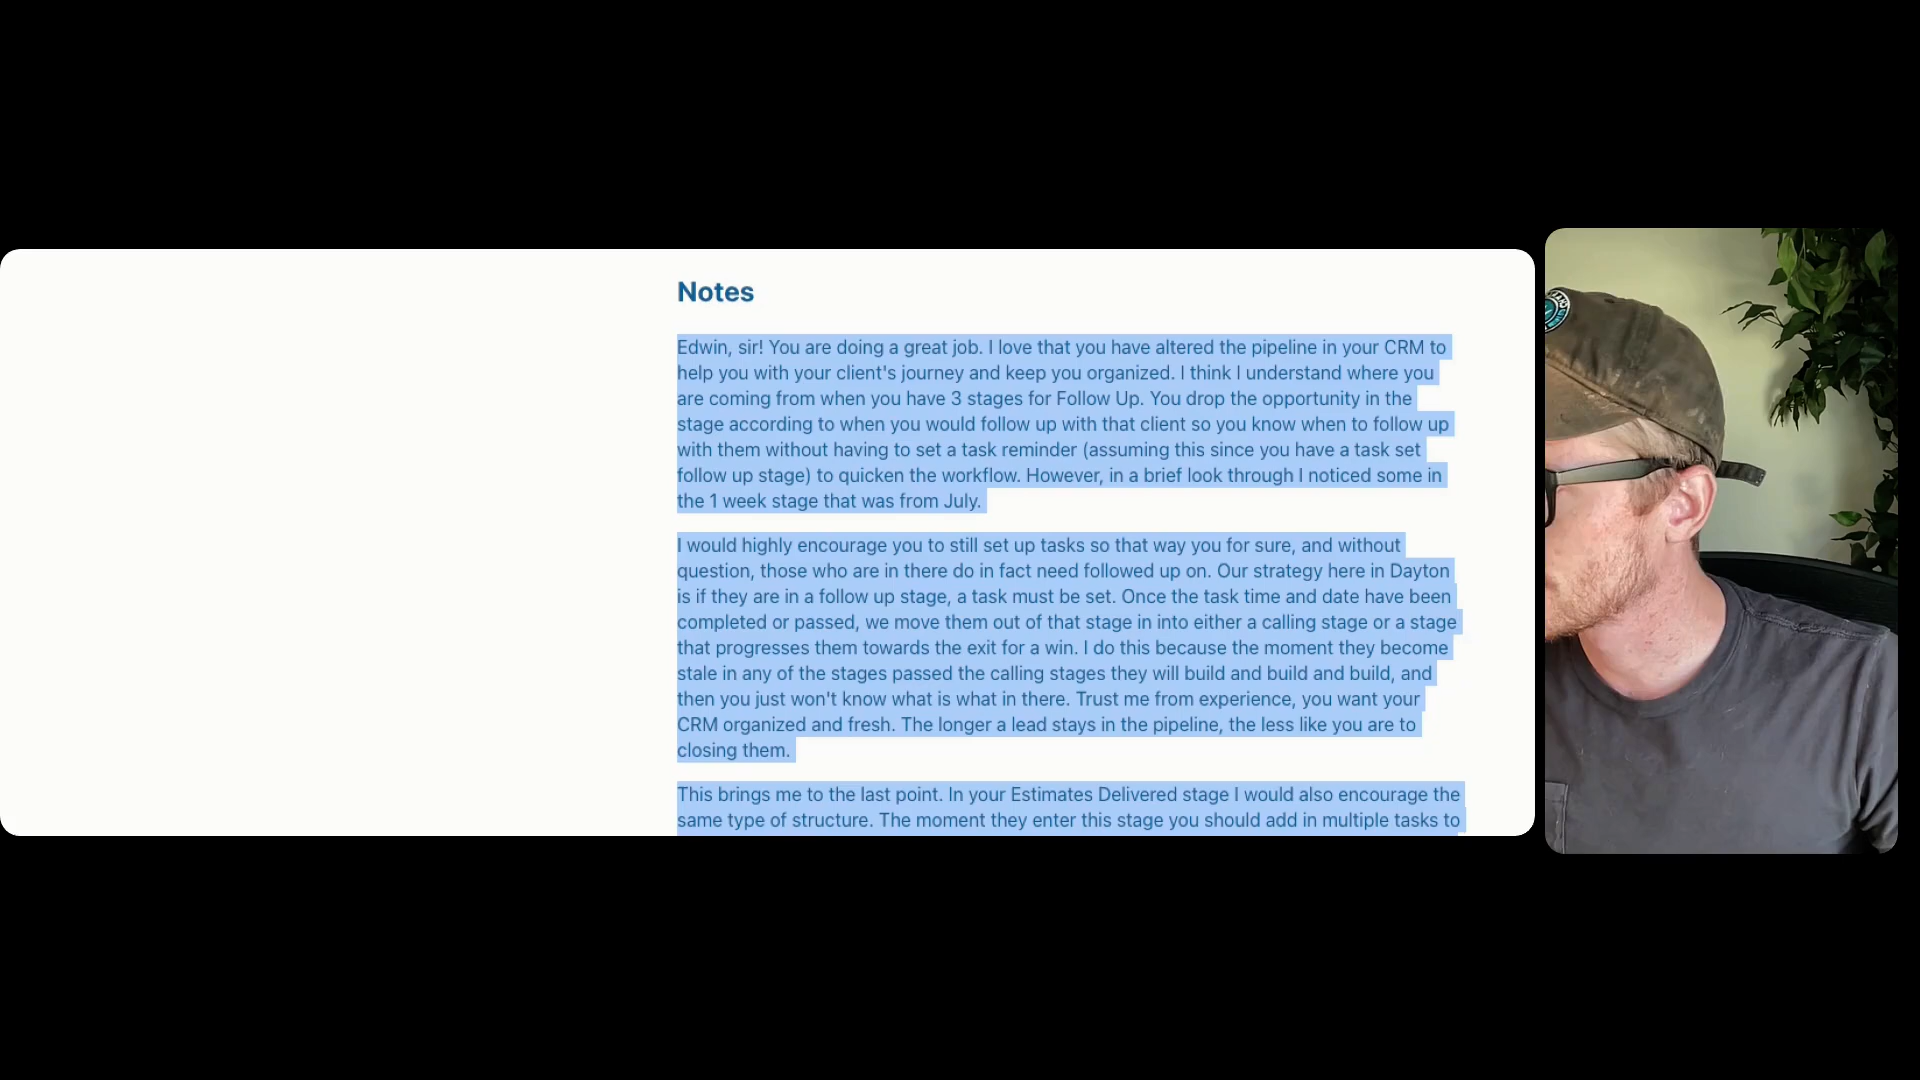 Notes
Edwin, sir! You are doing a great job. I love that you have altered the pipeline in your CRM to
help you with your client's journey and keep you organized. I think I understand where you
are coming from when you have 3 stages for Follow Up. You drop the opportunity in the
stage according to when you would follow up with that client so you know when to follow up
with them without having to set a task reminder (assuming this since you have a task set
follow up stage) to quicken the workflow. However, in a brief look through I noticed some in
the 1 week stage that was from July.
I would highly encourage you to still set up tasks so that way you for sure, and without
question, those who are in there do in fact need followed up on. Our strategy here in Dayton
is if they are in a follow up stage, a task must be set. Once the task time and date have been
completed or passed, we move them out of that stage in into either a calling stage or a stage
that progresses them towards the exit for a win. I do this because the moment they become
stale in any of the stages passed the calling stages they will build and build and build, and
then you just won't know what is what in there. Trust me from experience, you want your
CRM organized and fresh. The longer a lead stays in the pipeline, the less like you are to
closing them.
This brings me to the last point. In your Estimates Delivered stage I would also encourage the
same type of structure. The moment they enter this stage you should add in multiple tasks to